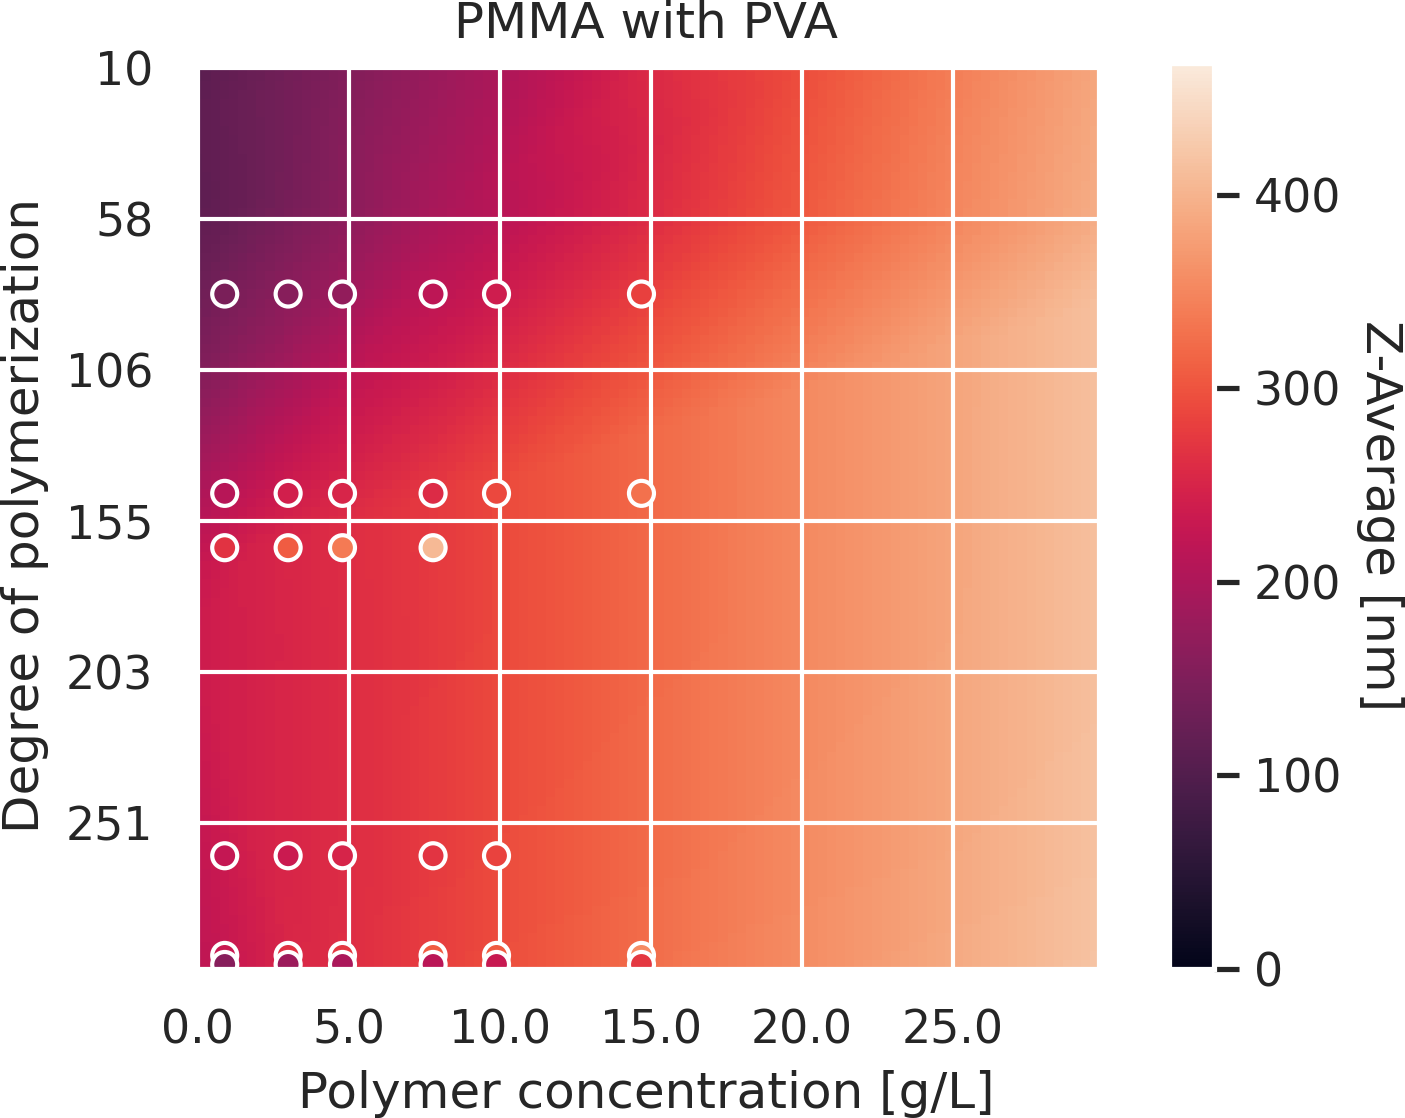 PMMA with PVA
10
58
106
155
203
251
Degree of polymerization
0.0 5.0 10.0 15.0 20.0 25.0
Polymer concentration [g/L]
400
300
200
100
0
Z-Average [nm]